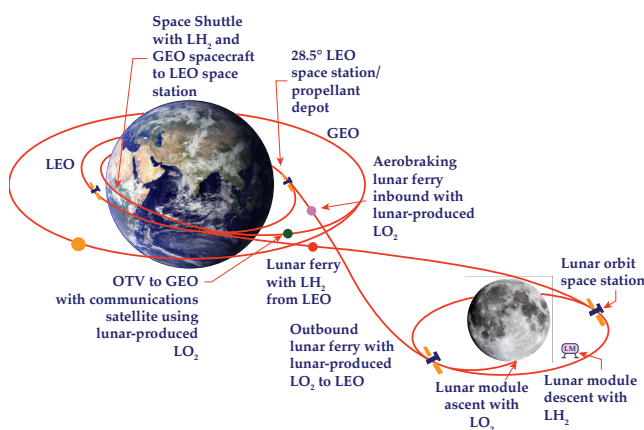 Space Shuttle
with LH₂ and
GEO spacecraft
to LEO space
station
28.5° LEO
space station/
propellant
depot
GEO
LEO
Aerobraking
lunar ferry
inbound with
lunar-produced
LO₂
OTV to GEO
with communications
satellite using
lunar-produced
LO₂
Lunar ferry
with LH₂
from LEO
Outbound
lunar ferry with
lunar-produced
LO₂ to LEO
Lunar orbit
space station
LM
Lunar module
ascent with
LO₂
Lunar module
descent with
LH₂